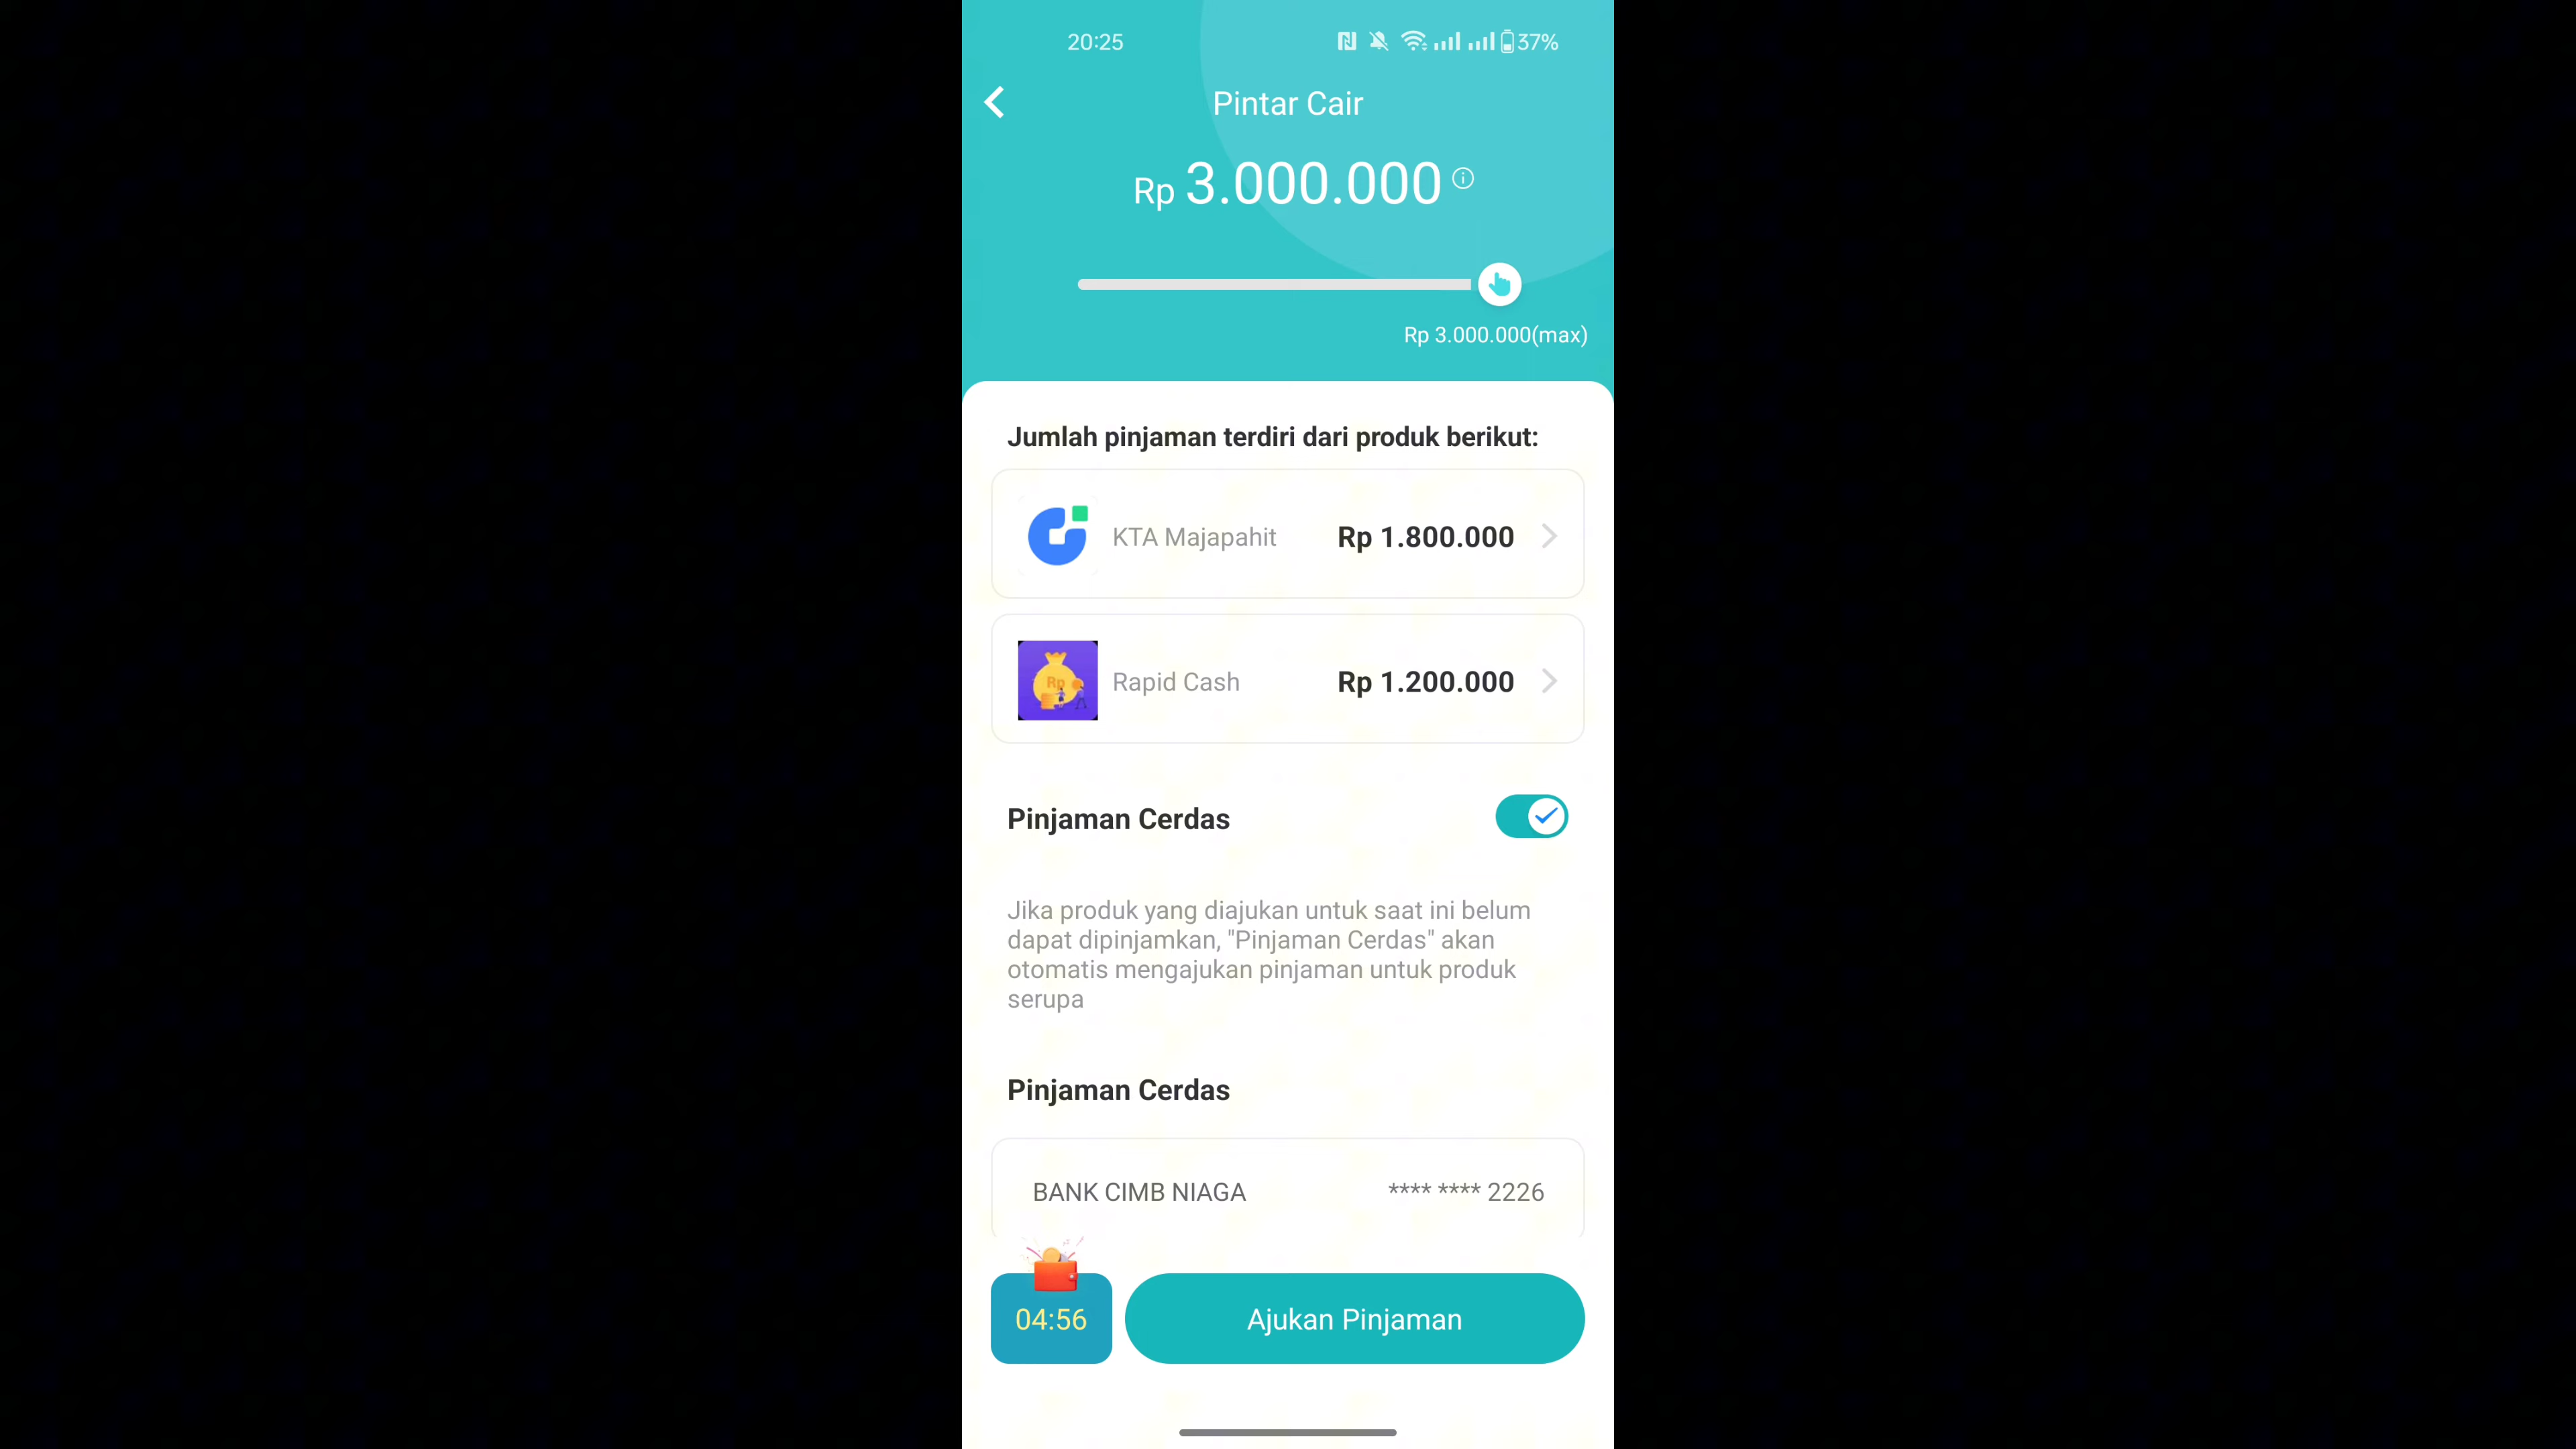 20:25
37%
Pintar Cair
Rp 3.000.000
Rp 3.000.000(max)
Jumlah pinjaman terdiri dari produk berikut:
KTA Majapahit Rp 1.800.000
Rp
Rapid Cash Rp 1.200.000
Pinjaman Cerdas
Jika produk yang diajukan untuk saat ini belum
dapat dipinjamkan, "Pinjaman Cerdas" akan
otomatis mengajukan pinjaman untuk produk
serupa
Pinjaman Cerdas
BANK CIMB NIAGA **** **** 2226
04:56
Ajukan Pinjaman